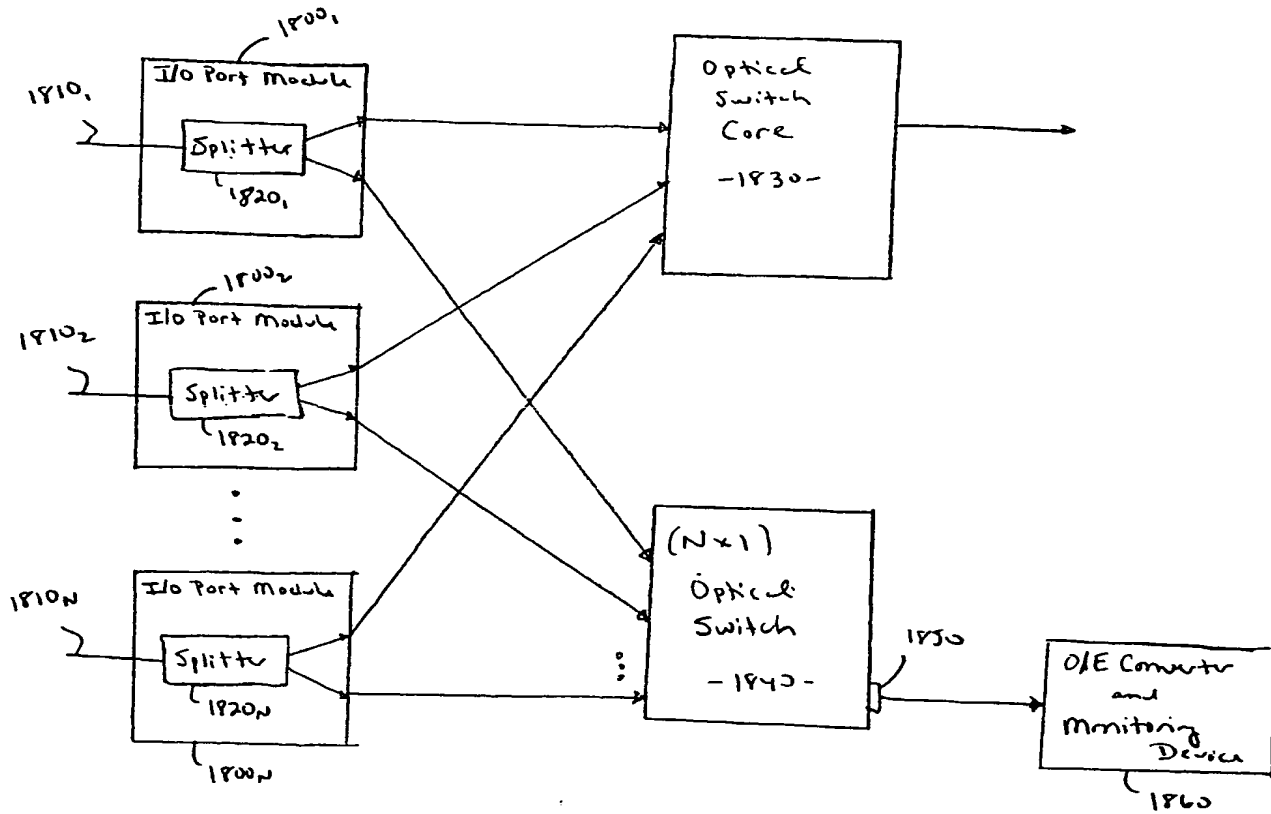 1800₁
I/O Port Module
1810₁
Splitter
1820₁
Optical
Switch
Core
-1830-
1800₂
I/O Port Module
1810₂
Splitter
1820₂
I/O Port Module
1810N
Splitter
1820N
1800N
(N×1)
Optical
Switch
-1840-
1850
O/E Converter
and
Monitoring
Device
1860